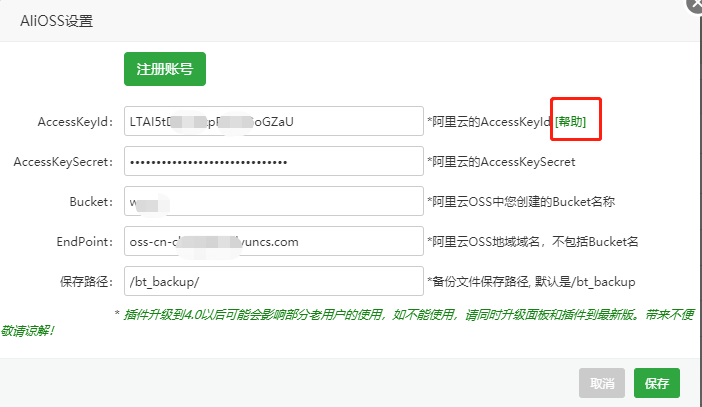 AliOSS设置
注册账号
AccessKeyId: LTAI5t GZaU *阿里云的AccessKeyId [帮助]
AccessKeySecret: •••••••••••••••••••••••••••••• *阿里云的AccessKeySecret
Bucket: *阿里云OSS中您创建的Bucket名称
EndPoint: oss-cn- yuncs.com *阿里云OSS地域域名，不包括Bucket名
保存路径: /bt_backup/ *备份文件保存路径, 默认是/bt_backup
* 插件升级到4.0以后可能会影响部分老用户的使用，如不能使用，请同时升级面板和插件到最新版。带来不便
敬请谅解！
取消 保存